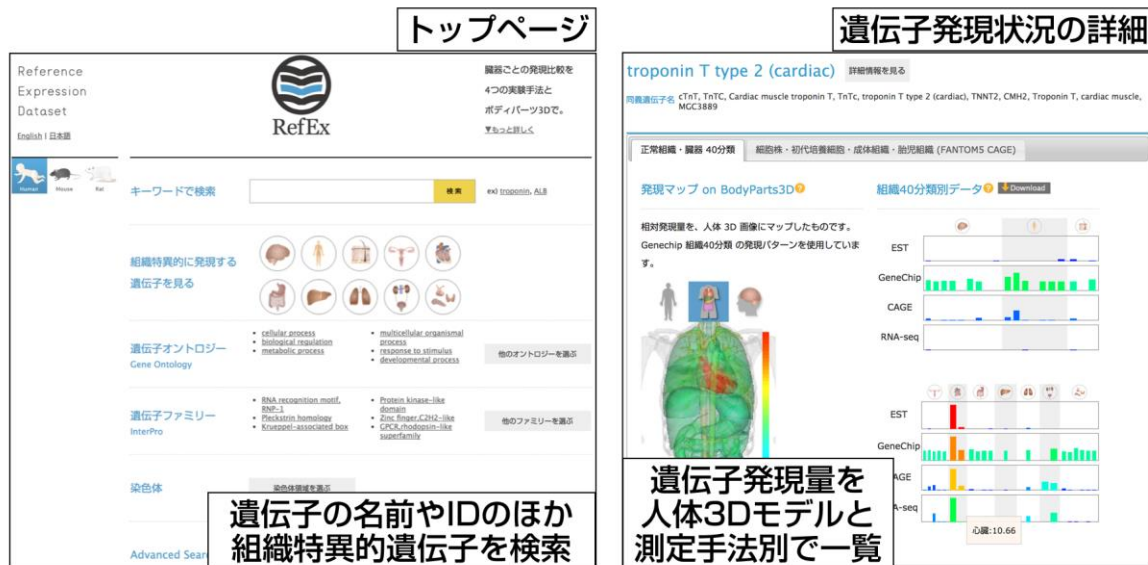 トップページ
Reference
Expression
Dataset
English | 日本語
RefEx
臓器ごとの発現比較を
4つの実験手法と
ボディパーツ3Dで。
▼もっと詳しく
Human Mouse Rat
キーワードで検索
検索
ex) troponin, ALB
組織特異的に発現する
遺伝子を見る
遺伝子オントロジー
Gene Ontology
• cellular process
• biological regulation
• metabolic process
• multicellular organismal
process
• response to stimulus
• developmental process
他のオントロジーを選ぶ
遺伝子ファミリー
InterPro
• RNA recognition motif,
RNP-1
• Pleckstrin homology
• Krueppel-associated box
• Protein kinase-like
domain
• Zinc finger,C2H2-like
• GPCR,rhodopsin-like
superfamily
他のファミリーを選ぶ
染色体
染色体領域を選ぶ
Advanced Sear
遺伝子の名前やIDのほか
組織特異的遺伝子を検索
遺伝子発現状況の詳細
troponin T type 2 (cardiac)
詳細情報を見る
同義遺伝子名
cTnT, TnTC, Cardiac muscle troponin T, TnTc, troponin T type 2 (cardiac), TNNT2, CMH2, Troponin T, cardiac muscle,
MGC3889
正常組織・臓器 40分類
細胞株・初代培養細胞・成体組織・胎児組織 (FANTOM5 CAGE)
発現マップ on BodyParts3D
相対発現量を、人体 3D 画像にマップしたものです。
Genechip 組織40分類 の発現パターンを使用していま
す。
組織40分類別データ
Download
EST
GeneChip
CAGE
RNA-seq
EST
GeneChip
AGE
A-seq
心臓:10.66
遺伝子発現量を
人体3Dモデルと
測定手法別で一覧